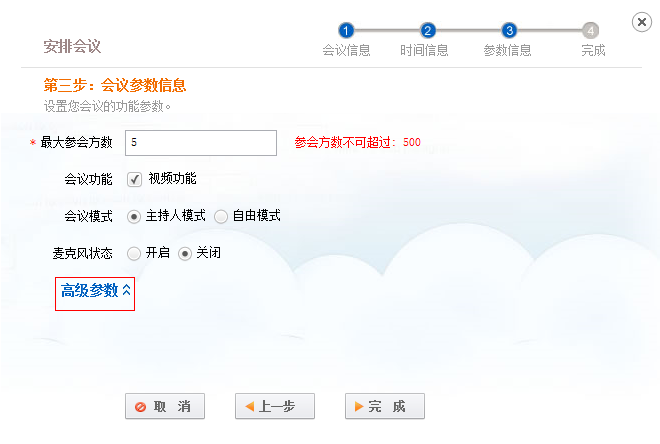 安排会议
1 2 3 4
会议信息 时间信息 参数信息 完成
第三步：会议参数信息
设置您会议的功能参数。
* 最大参会方数 5 参会方数不可超过：500
会议功能 视频功能
会议模式 主持人模式 自由模式
麦克风状态 开启 关闭
高级参数
取 消 上一步 完 成